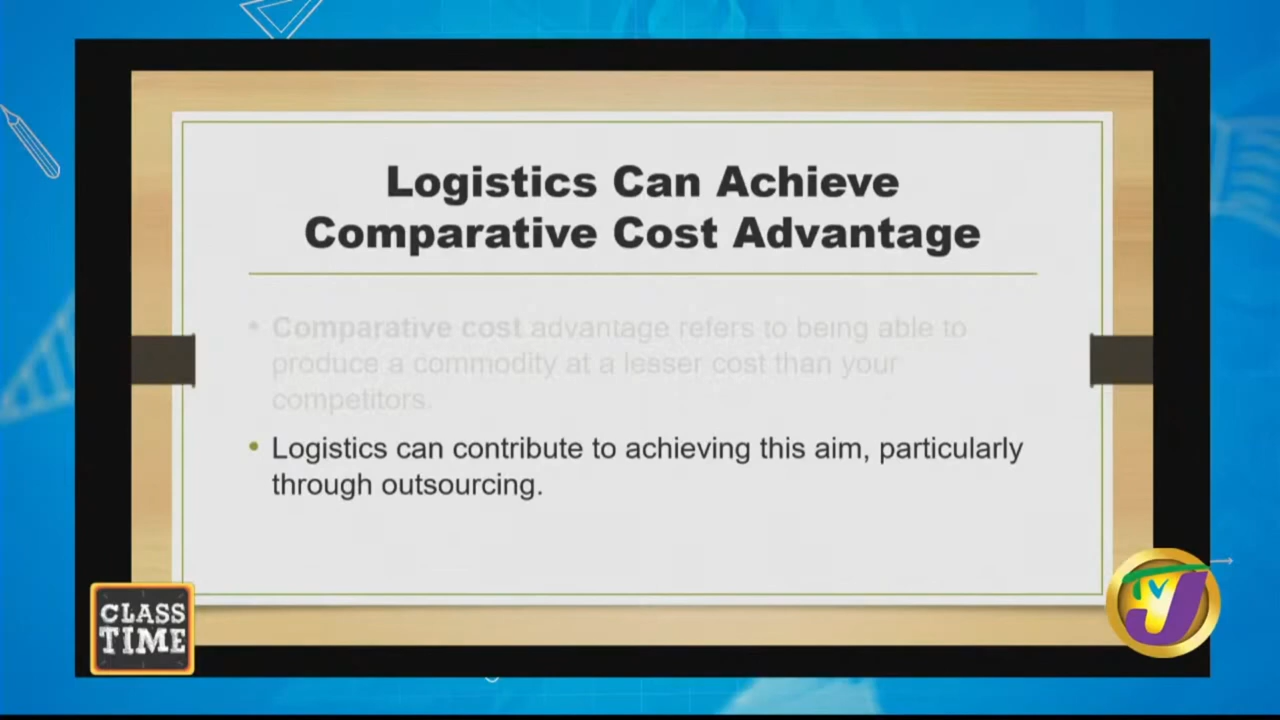 Logistics Can Achieve
Comparative Cost Advantage
• Comparative cost advantage refers to being able to
produce a commodity at a lesser cost than your
competitors.
• Logistics can contribute to achieving this aim, particularly
through outsourcing.
CLASS
TIME
TVJ